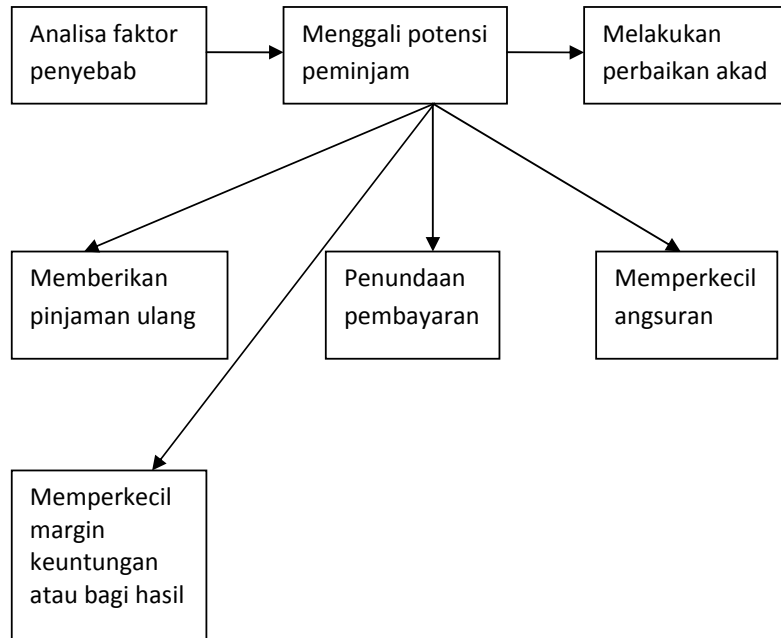 Analisa faktor
penyebab
Menggali potensi
peminjam
Melakukan
perbaikan akad
Memberikan
pinjaman ulang
Penundaan
pembayaran
Memperkecil
angsuran
Memperkecil
margin
keuntungan
atau bagi hasil